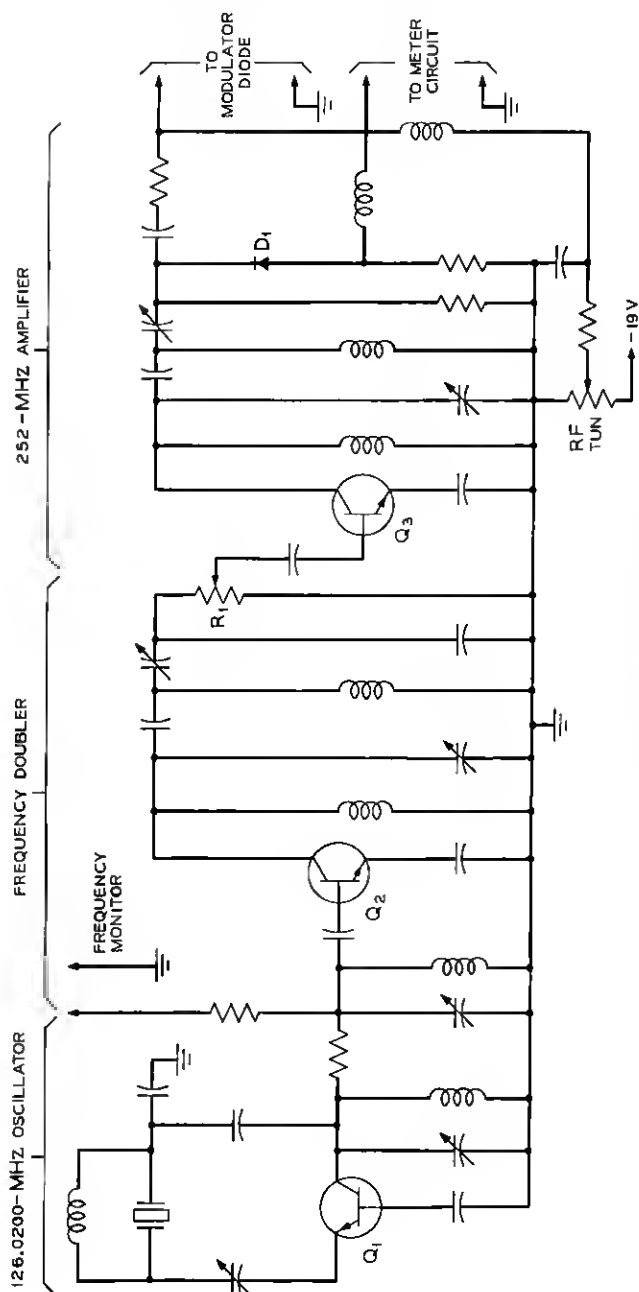 126.0200-MHZ OSCILLATOR
FREQUENCY DOUBLER
252-MHZ AMPLIFIER
FREQUENCY
MONITOR
TO
MODULATOR
DIODE
TO METER
CIRCUIT
D1
R1
Q1
Q2
Q3
RF
TUN
-19V